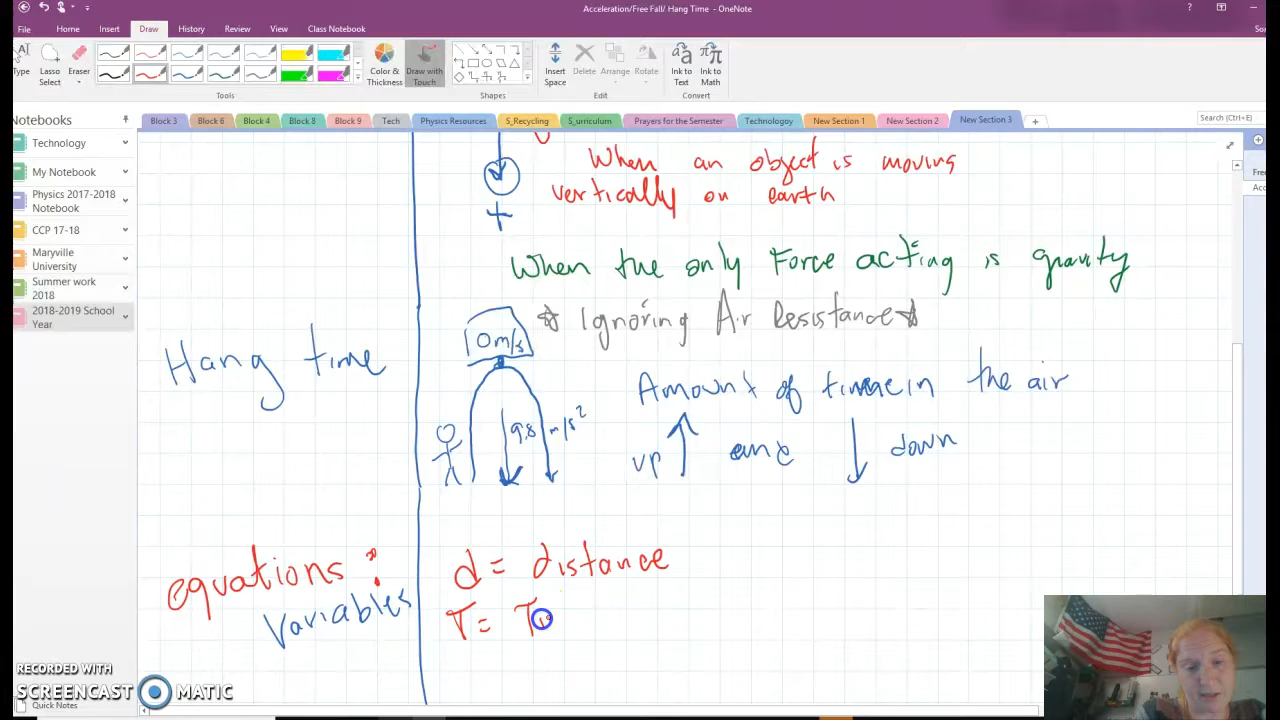 Acceleration/Free Fall/ Hang Time - OneNote
File Home Insert Draw History Review View Class Notebook
Type
Lasso Select
Eraser
Color & Thickness
Draw with Touch
Insert Space
Delete
Arrange
Rotate
Ink to Text
Ink to Math
Tools
Shapes
Edit
Convert
Notebooks
Block 3 Block 6 Block 4 Block 8 Block 9 Tech Physics Resources S_Recycling S_urriculum Prayers for the Semester Technologoy New Section 1 New Section 2 New Section 3
Search (Ctrl+E)
Technology
My Notebook
Physics 2017-2018 Notebook
CCP 17-18
Maryville University
Summer work 2018
2018-2019 School Year
Quick Notes
When an object is moving
vertically on earth
+
When the only Force acting is gravity
Ignoring Air Resistance
Hang time
0 m/s
9.8 m/s²
Amount of time in the air
up and down
equations :
Variables
d = distance
T = Ti
RECORDED WITH
SCREENCAST MATIC